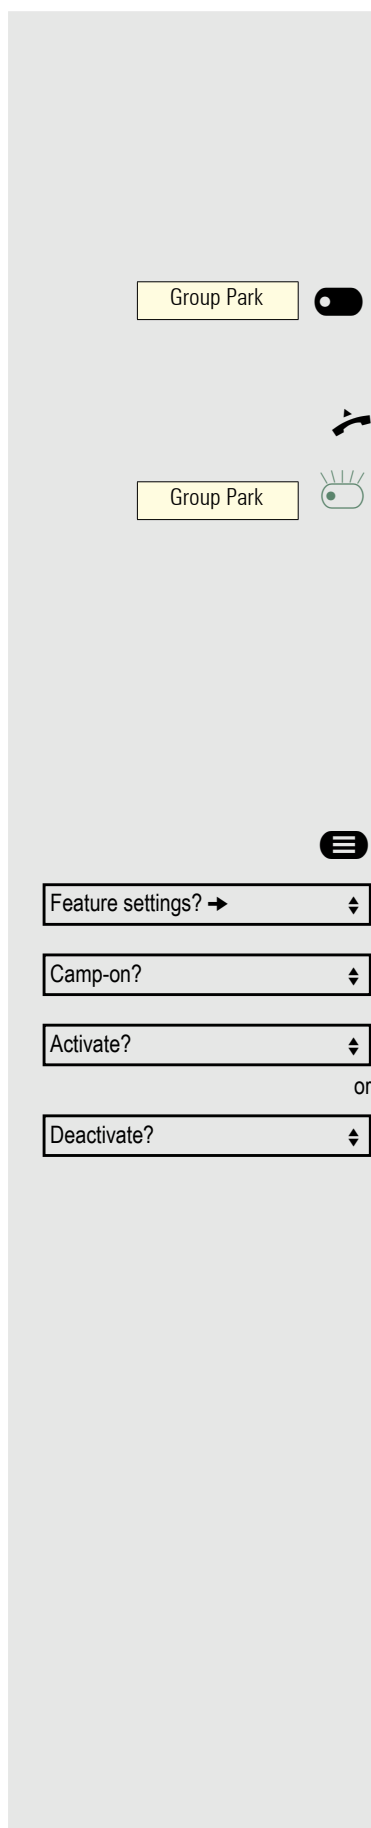 Group Park
Group Park
Feature settings? →
Camp-on?
Activate?
or
Deactivate?